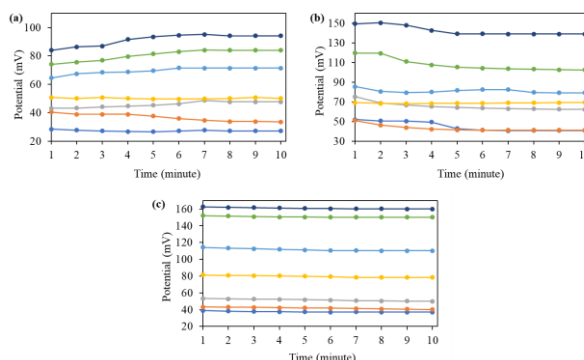 (a)
100
80
60
40
20
Potential (mV)
1 2 3 4 5 6 7 8 9 10
Time (minute)
(b)
150
130
110
90
70
50
30
Potential (mV)
1 2 3 4 5 6 7 8 9 1
Time (minute)
(c)
160
140
120
100
80
60
40
20
Potential (mV)
1 2 3 4 5 6 7 8 9 10
Time (minute)